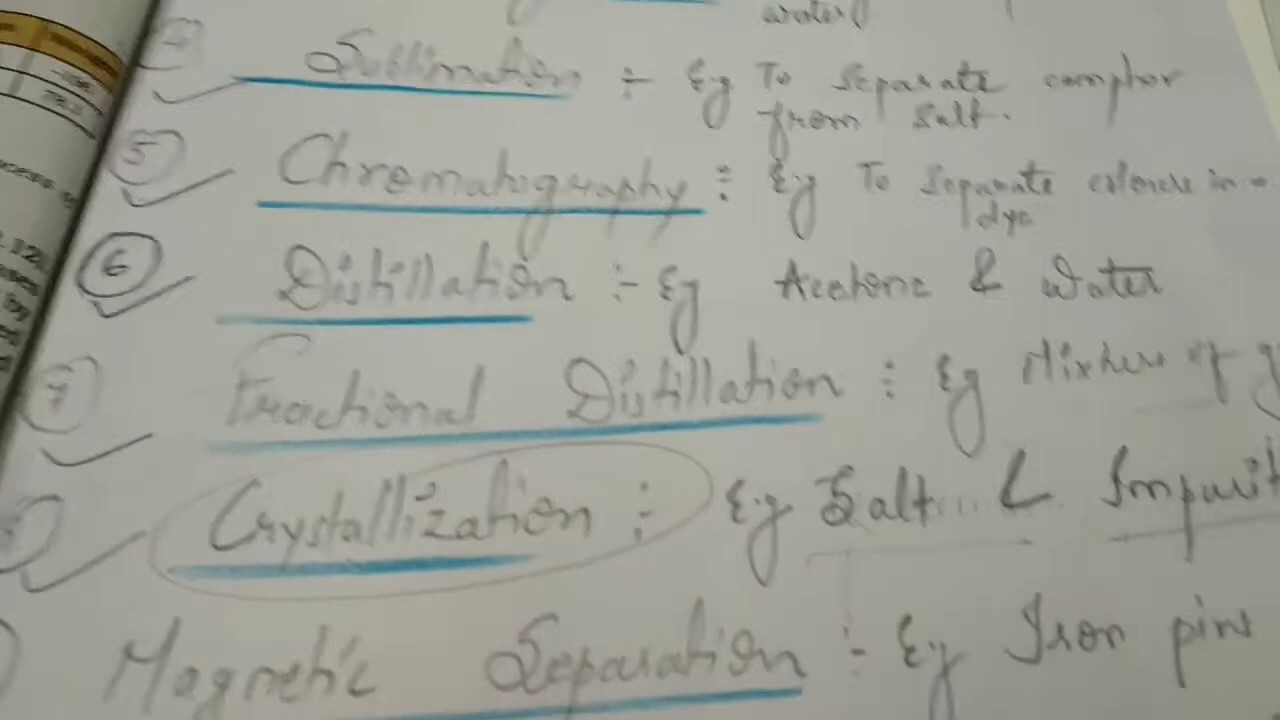 water
4 Sublimation :- Eg To Separate camphor
from Salt.
5 Chromatography : Eg To Separate colours in a
dye
6 Distillation :- Eg Acetone & Water
7 Fractional Distillation : Eg Mixture of g
Crystallization : Eg Salt... & Impurit
Magnetic Separation :- Eg Iron pins